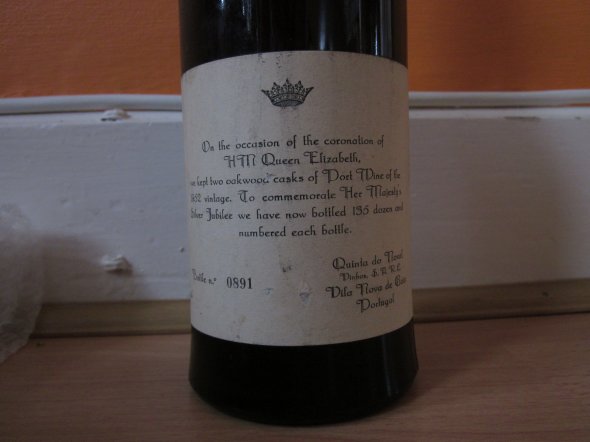 On the occasion of the coronation of
HM Queen Elizabeth,
we kept two oakwood casks of Port Wine of the
1952 vintage. To commemorate Her Majesty's
Silver Jubilee we have now bottled 135 dozen and
numbered each bottle.
Bottle n.º 0891
Quinta do Noval
Vinhos, S. A. R. L.
Vila Nova de Gaia
Portugal